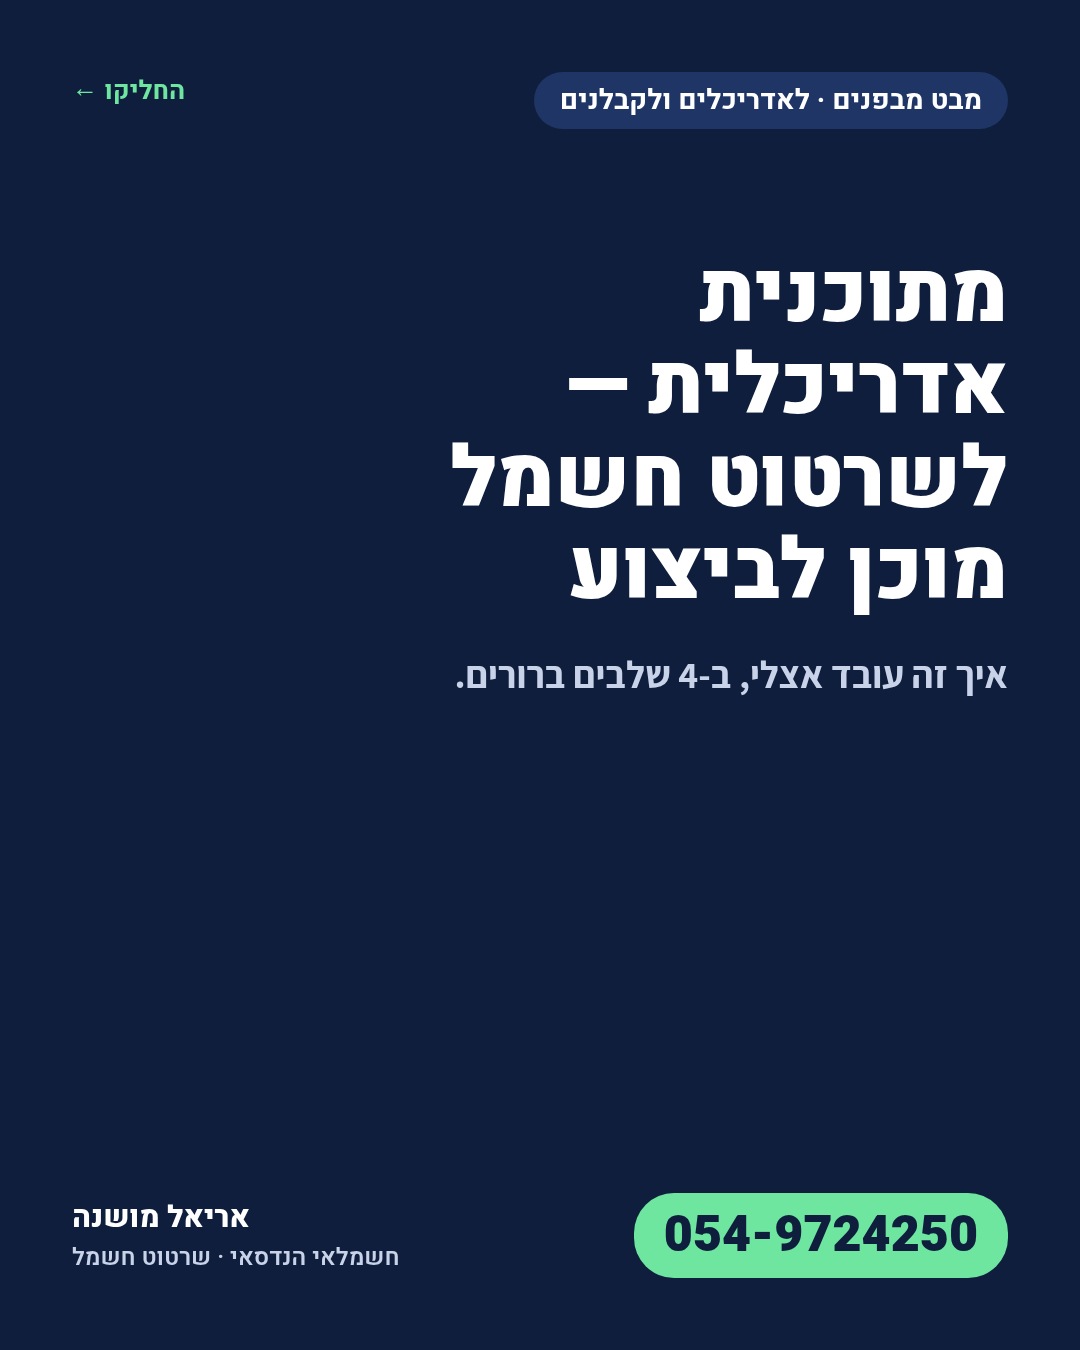 מבט מבפנים · לאדריכלים ולקבלנים
החליקו ←
מתוכנית
אדריכלית –
לשרטוט חשמל
מוכן לביצוע
איך זה עובד אצלי, ב-4 שלבים ברורים.
054-9724250
אריאל מושנה
חשמלאי הנדסאי · שרטוט חשמל